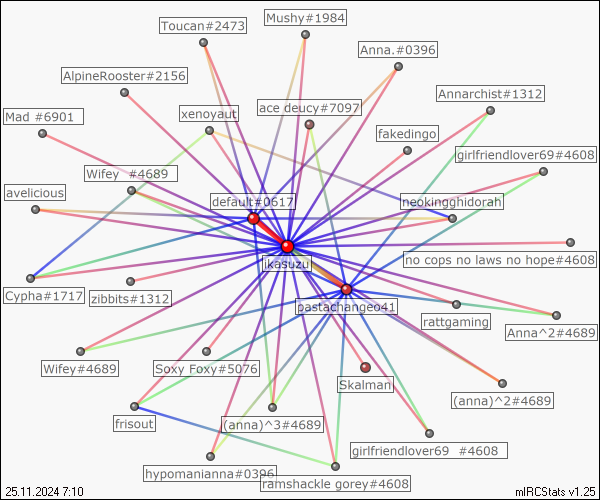 Toucan#2473
Mushy#1984
Anna.#0396
AlpineRooster#2156
Annarchist#1312
Mad #6901
xenoyaut
ace deucy#7097
fakedingo
girlfriendlover69#4608
Wifey #4689
avelicious
default#0617
neokingghidorah
lkasuzu
no cops no laws no hope#4608
Cypha#1717
zibbits#1312
pastachange041
rattgaming
Anna^2#4689
Wifey#4689
Soxy Foxy#5076
Skalman
(anna)^2#4689
frisout
(anna)^3#4689
girlfriendlover69 #4608
hypomanianna#0396
ramshackle gorey#4608
25.11.2024 7:10
mIRCStats v1.25